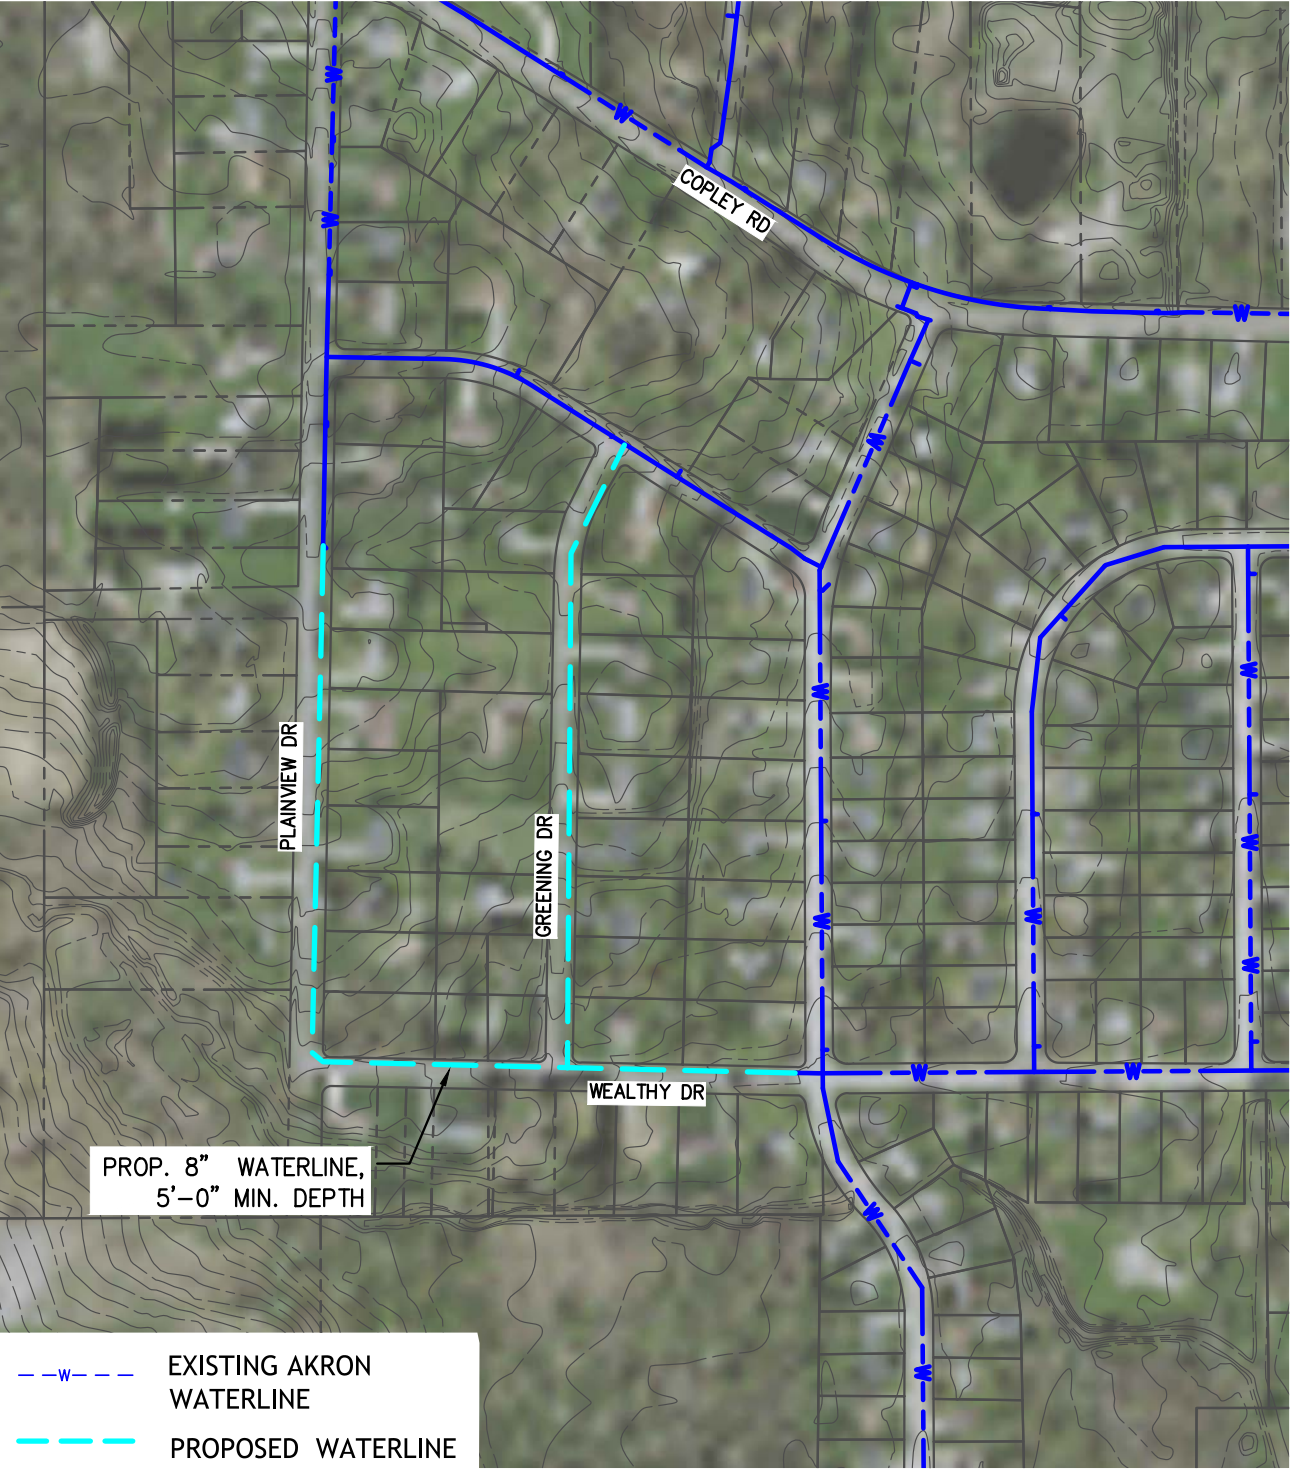 W
W
W
COPLEY RD
W
W
W
W
PLAINVIEW DR
GREENING DR
W
W
W
W
W
W
WEALTHY DR
PROP. 8" WATERLINE,
5'-0" MIN. DEPTH
W
W
W
EXISTING AKRON
WATERLINE
PROPOSED WATERLINE